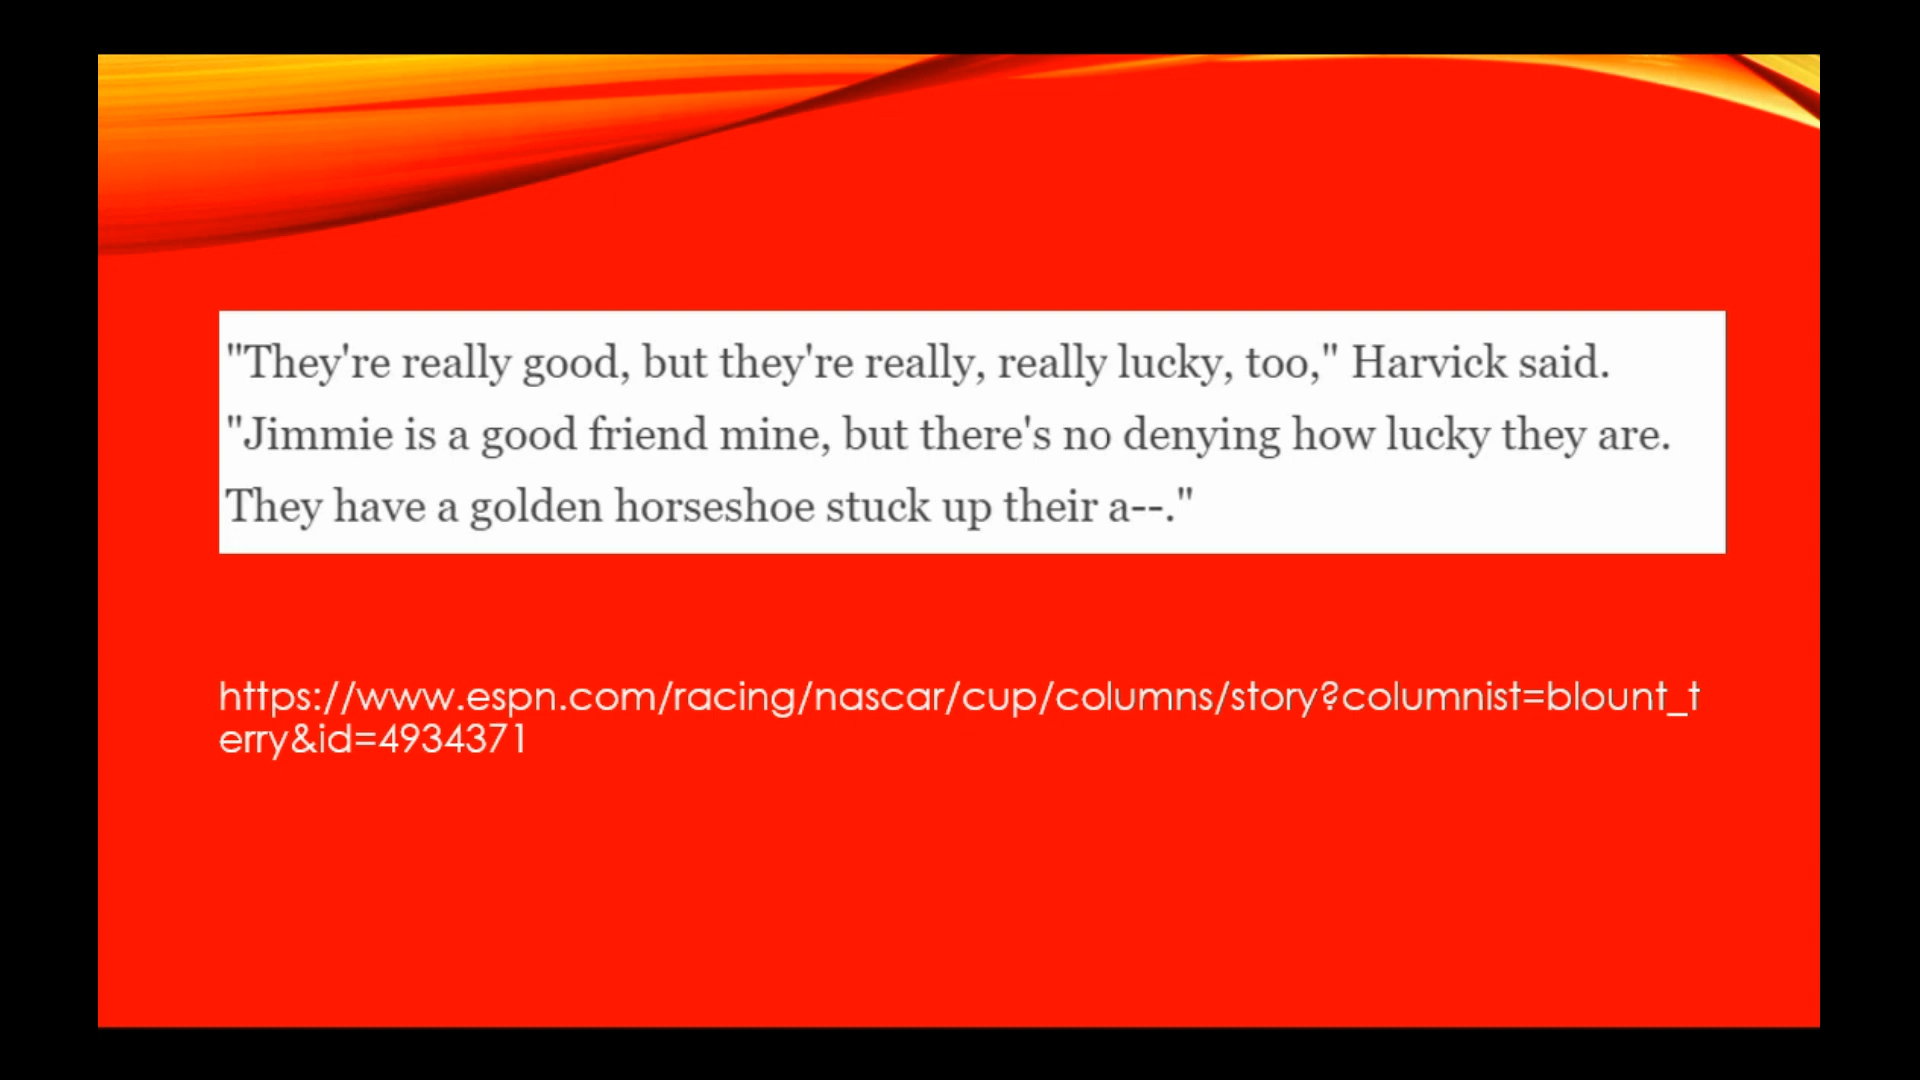 "They're really good, but they're really, really lucky, too," Harvick said.
"Jimmie is a good friend mine, but there's no denying how lucky they are.
They have a golden horseshoe stuck up their a--."
https://www.espn.com/racing/nascar/cup/columns/story?columnist=blount_t
erry&id=4934371